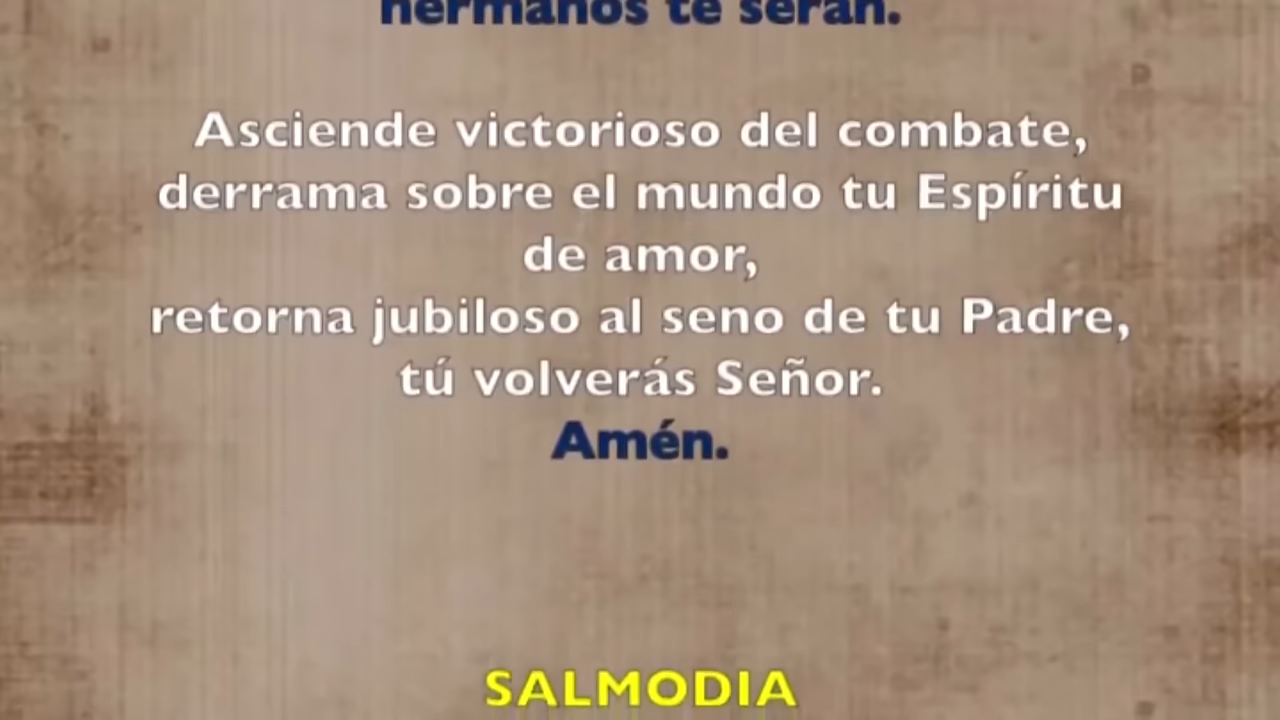 hermanos te serán.
Asciende victorioso del combate,
derrama sobre el mundo tu Espíritu
de amor,
retorna jubiloso al seno de tu Padre,
tú volverás Señor.
Amén.
SALMODIA